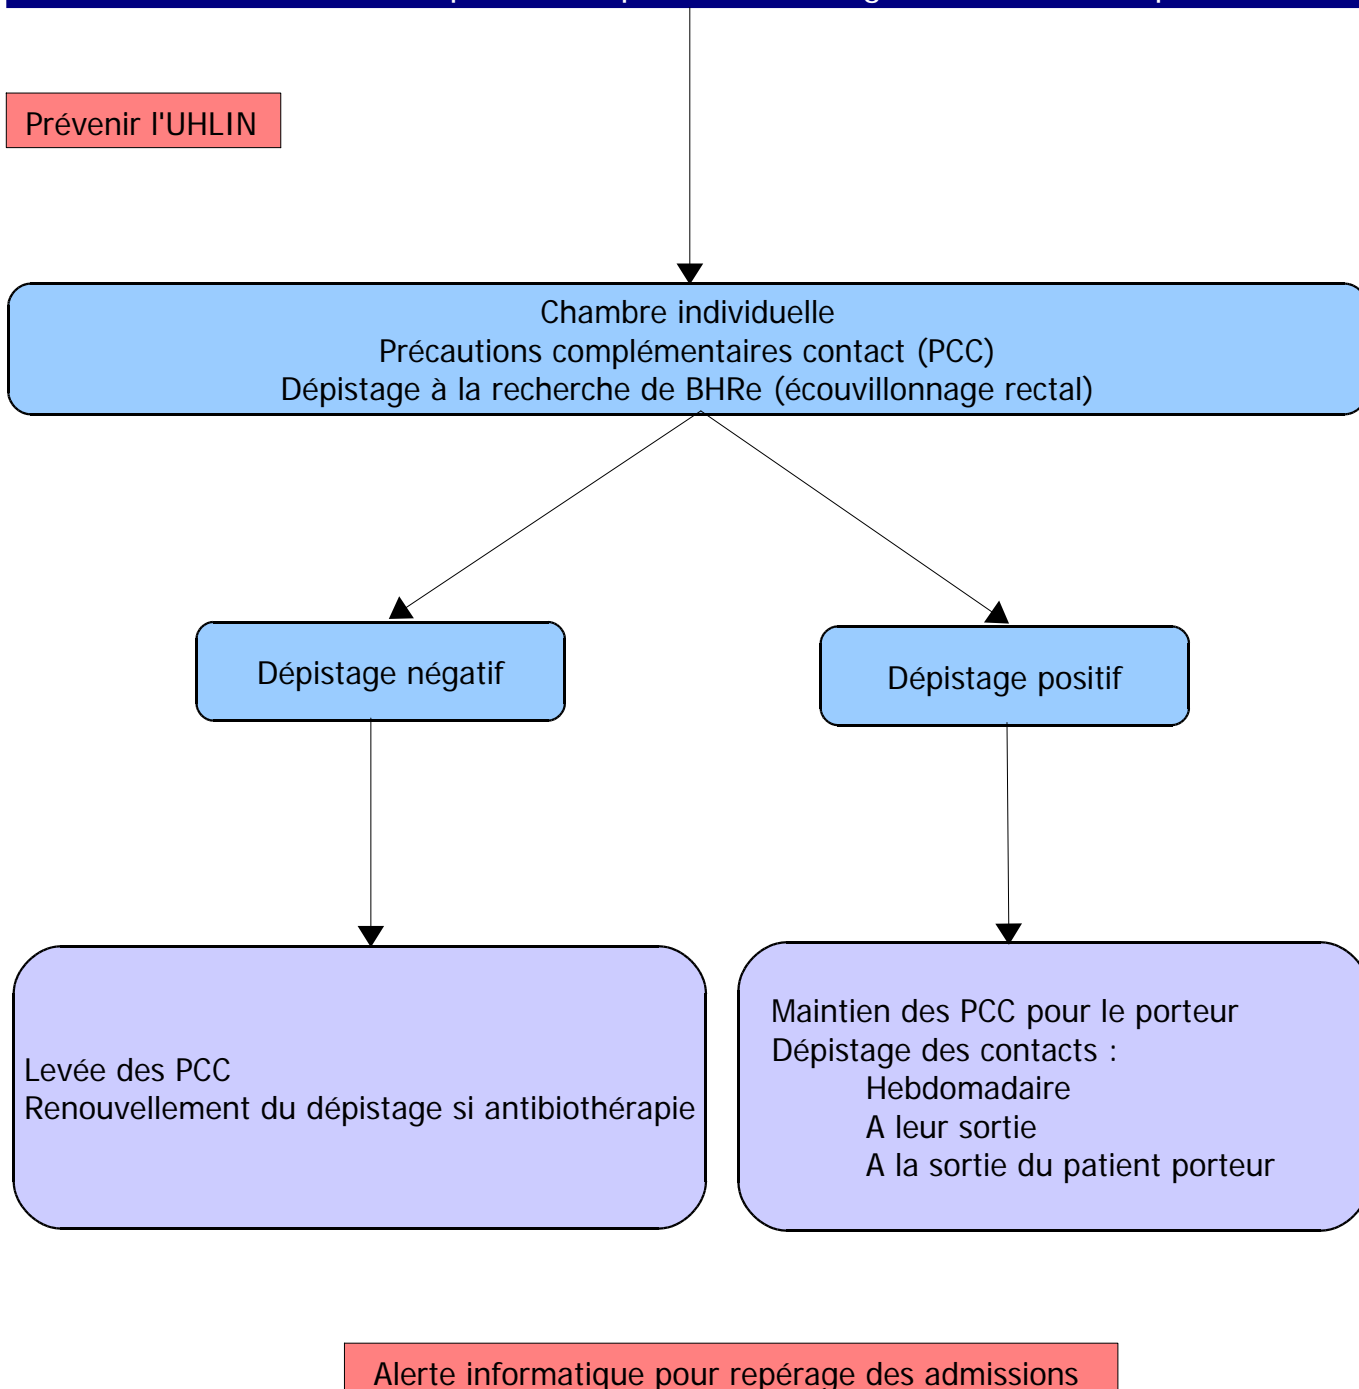 Prévenir l'UHLIN
Chambre individuelle
Précautions complémentaires contact (PCC)
Dépistage à la recherche de BHRe (écouvillonnage rectal)
Dépistage négatif
Dépistage positif
Levée des PCC
Renouvellement du dépistage si antibiothérapie
Maintien des PCC pour le porteur
Dépistage des contacts :
Hebdomadaire
A leur sortie
A la sortie du patient porteur
Alerte informatique pour repérage des admissions